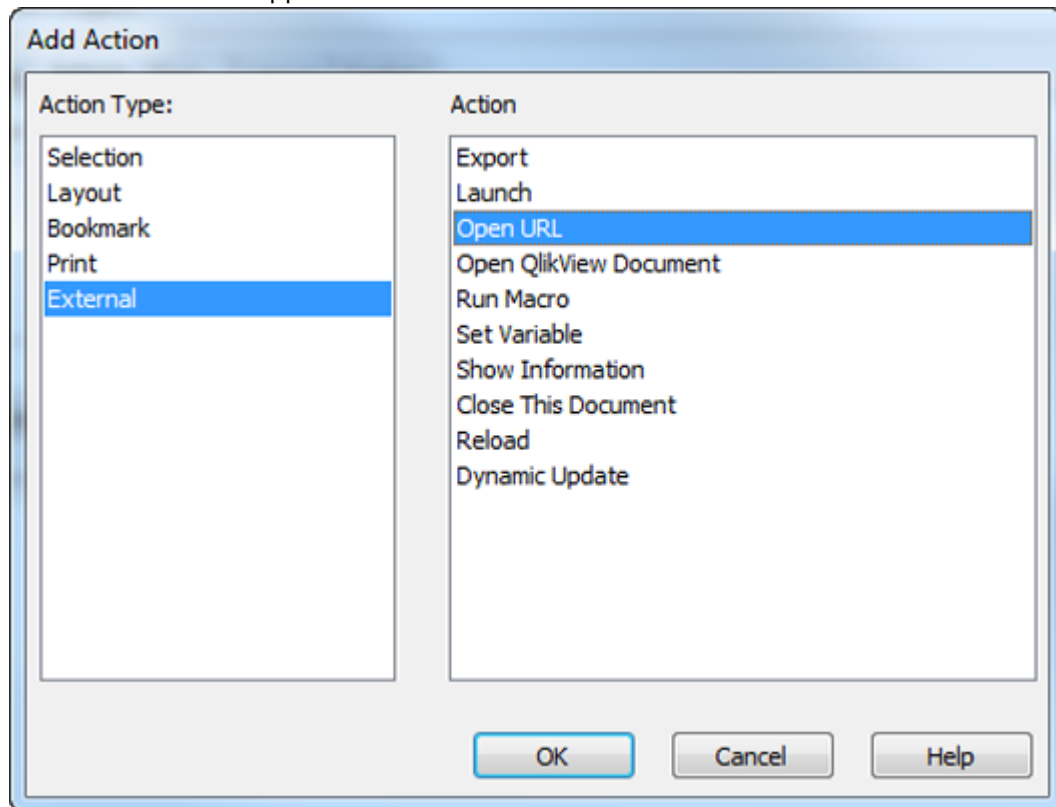 Add Action
Action Type:
Selection
Layout
Bookmark
Print
External
Action
Export
Launch
Open URL
Open QlikView Document
Run Macro
Set Variable
Show Information
Close This Document
Reload
Dynamic Update
OK
Cancel
Help